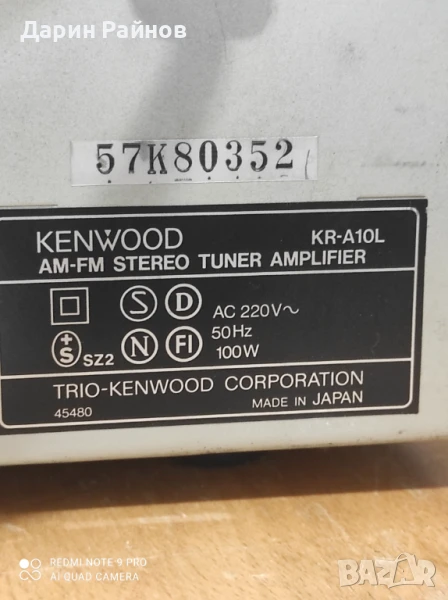 Дарин Райнов
57K80352
KENWOOD KR-A10L
AM-FM STEREO TUNER AMPLIFIER
S D AC 220V~
50Hz
+S SZ2 N FI 100W
TRIO-KENWOOD CORPORATION
45480 MADE IN JAPAN
REDMI NOTE 9 PRO
AI QUAD CAMERA
BAZAR